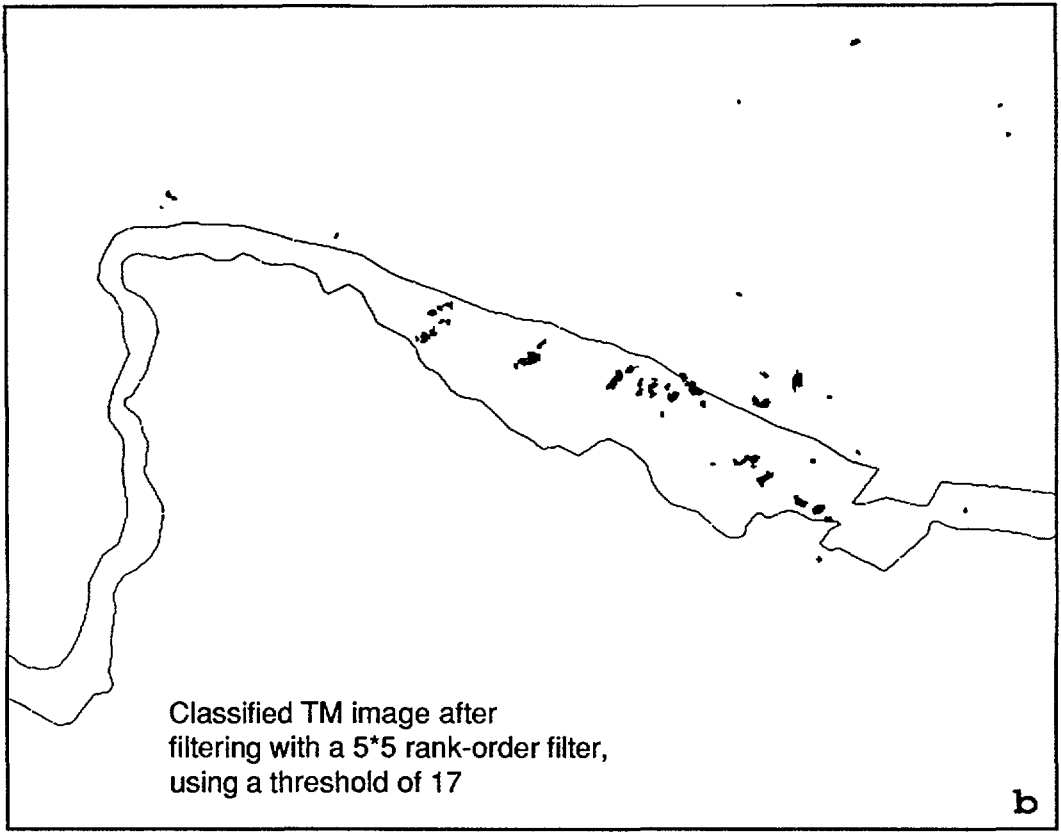 Classified TM image after
filtering with a 5*5 rank-order filter,
using a threshold of 17
b